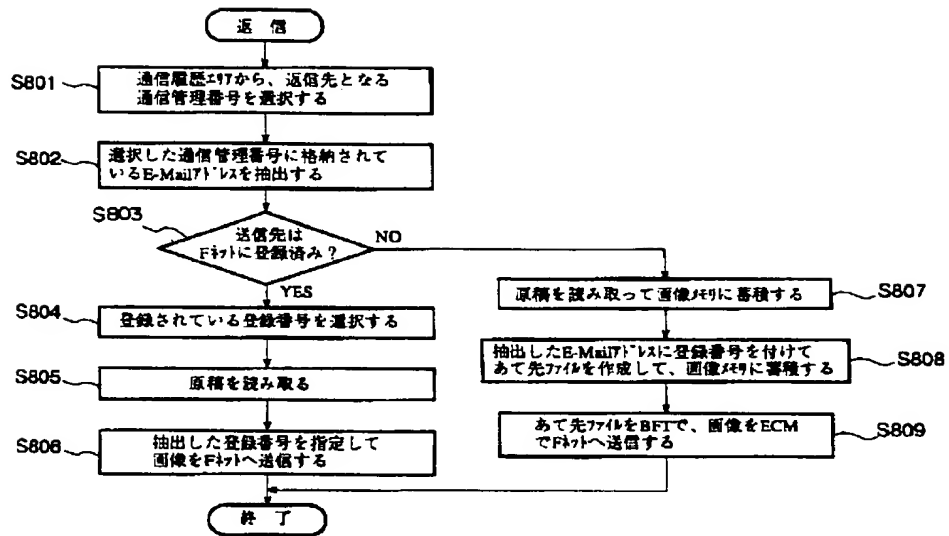 返 信
S801
通信履歴ｴﾘｱから、返信先となる
通信管理番号を選択する
S802
選択した通信管理番号に格納されて
いるE-Mailｱﾄﾞﾚｽを抽出する
S803
送信先は
Fﾈｯﾄに登録済み？
NO
YES
S804
登録されている登録番号を選択する
S805
原稿を読み取る
S806
抽出した登録番号を指定して
画像をFﾈｯﾄへ送信する
原稿を読み取って画像ﾒﾓﾘに蓄積する
S807
抽出したE-Mailｱﾄﾞﾚｽに登録番号を付けて
あて先ﾌｧｲﾙを作成して、画像ﾒﾓﾘに蓄積する
S808
あて先ﾌｧｲﾙをBFTで、画像をECM
でFﾈｯﾄへ送信する
S809
終 了